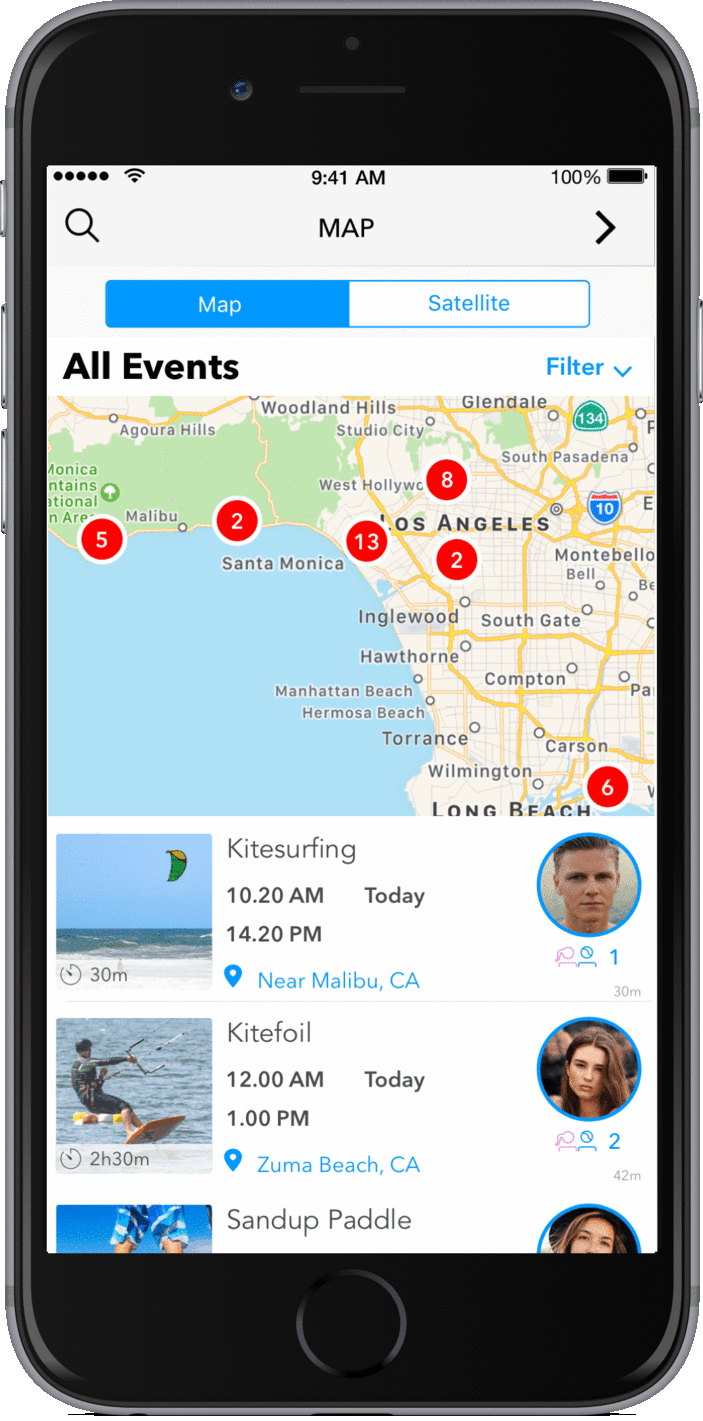 9:41 AM
100%
MAP
Map
Satellite
All Events
Filter
Woodland Hills
Glendale
134
Agoura Hills
Studio City
South Pasadena
Monica
ntains
ational
n Area
West Hollywo
8
10
Malibu
2
5
13
LOS ANGELES
2
Santa Monica
Montebello
Bell
Be
Inglewood
South Gate
Hawthorne
Compton
Manhattan Beach
Pa
Hermosa Beach
Torrance
Carson
Wilmington
6
LONG BEACH
Kitesurfing
10.20 AM Today
14.20 PM
Near Malibu, CA
30m
1
30m
Kitefoil
12.00 AM Today
1.00 PM
Zuma Beach, CA
2h30m
2
42m
Sandup Paddle